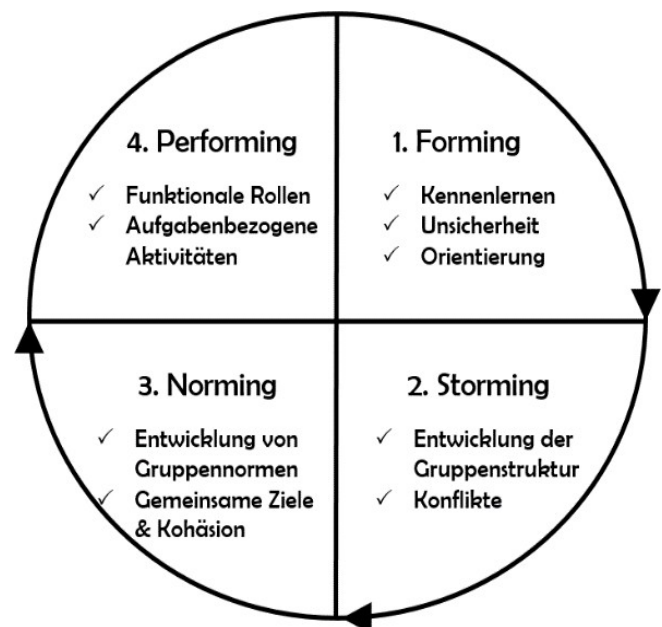 1. Forming
✓ Kennenlernen
✓ Unsicherheit
✓ Orientierung
2. Storming
✓ Entwicklung der
Gruppenstruktur
✓ Konflikte
3. Norming
✓ Entwicklung von
Gruppennormen
✓ Gemeinsame Ziele
& Kohäsion
4. Performing
✓ Funktionale Rollen
✓ Aufgabenbezogene
Aktivitäten